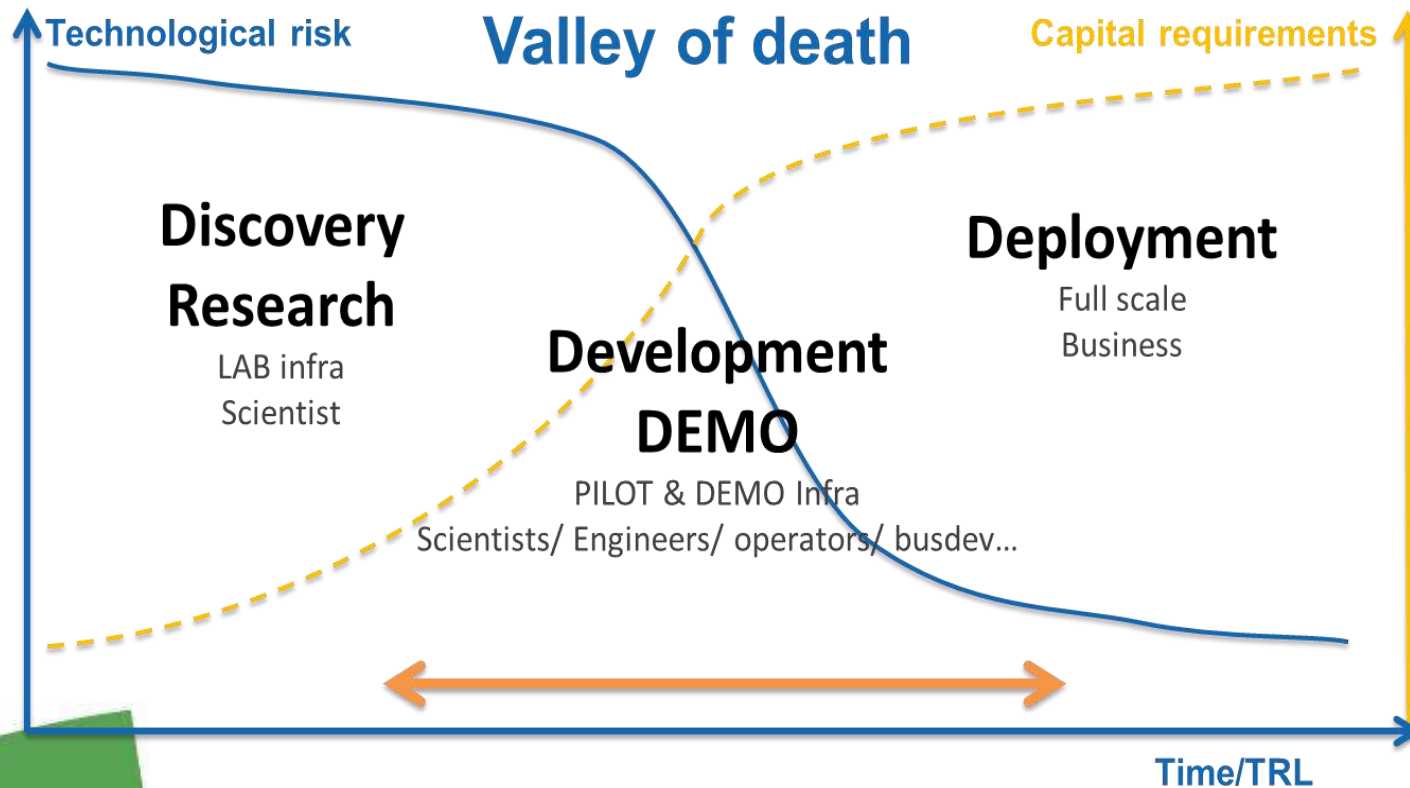 Technological risk
Valley of death
Capital requirements
Discovery
Research
LAB infra
Scientist
Development
DEMO
PILOT & DEMO Infra
Scientists/ Engineers/ operators/ busdev...
Deployment
Full scale
Business
Time/TRL